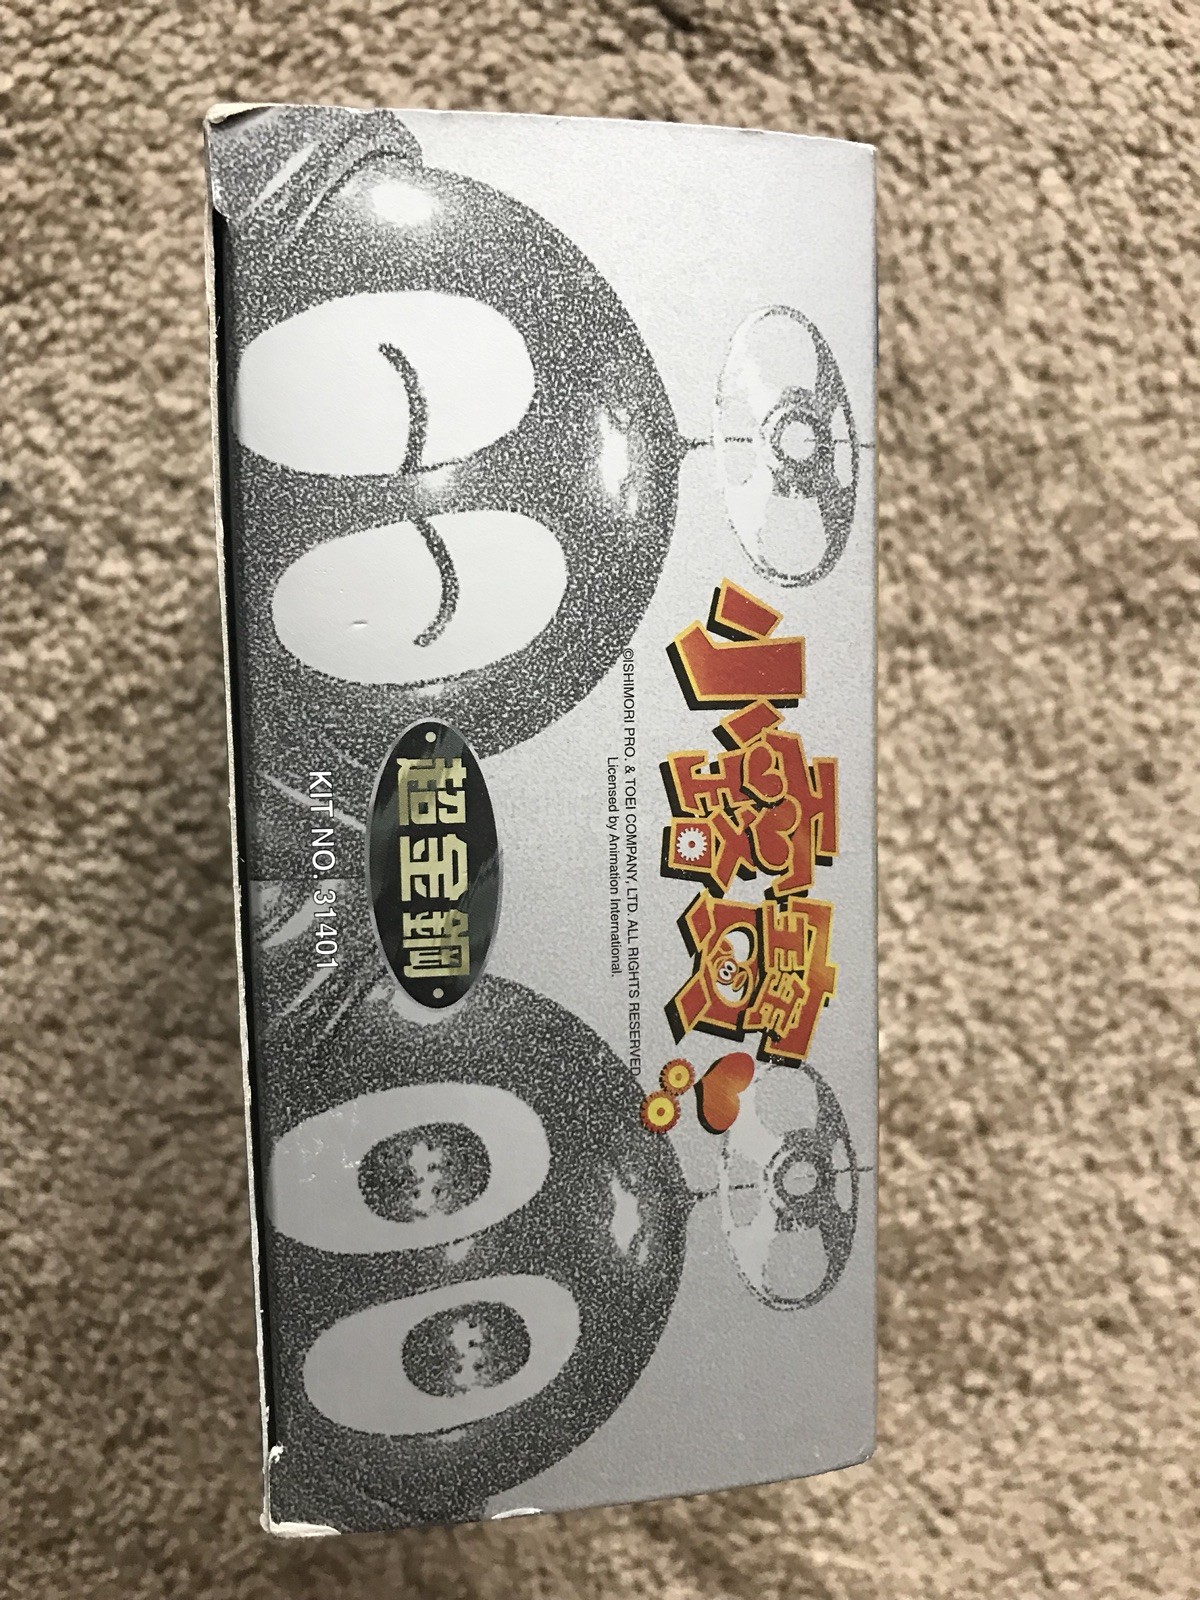 小露寶
©ISHIMORI PRO. & TOEI COMPANY, LTD. ALL RIGHTS RESERVED.
Licensed by Animation International.
•超金鋼•
KIT NO. 31401